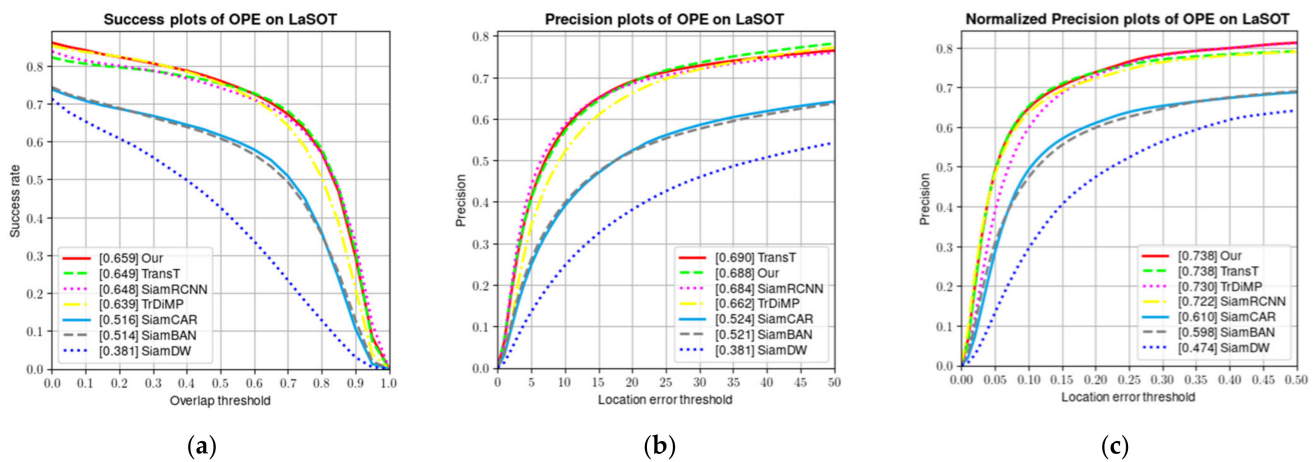 Success plots of OPE on LaSOT
Success rate
0.8
0.7
0.6
0.5
0.4
0.3
0.2
0.1
0.0
[0.659] Our
[0.649] TransT
[0.648] SiamRCNN
[0.639] TrDiMP
[0.516] SiamCAR
[0.514] SiamBAN
[0.381] SiamDW
0.0 0.1 0.2 0.3 0.4 0.5 0.6 0.7 0.8 0.9 1.0
Overlap threshold
(a)
Precision plots of OPE on LaSOT
Precision
0.8
0.7
0.6
0.5
0.4
0.3
0.2
0.1
0.0
[0.690] TransT
[0.688] Our
[0.684] SiamRCNN
[0.662] TrDiMP
[0.524] SiamCAR
[0.521] SiamBAN
[0.381] SiamDW
0 5 10 15 20 25 30 35 40 45 50
Location error threshold
(b)
Normalized Precision plots of OPE on LaSOT
Precision
0.8
0.7
0.6
0.5
0.4
0.3
0.2
0.1
0.0
[0.738] Our
[0.738] TransT
[0.730] TrDiMP
[0.722] SiamRCNN
[0.610] SiamCAR
[0.598] SiamBAN
[0.474] SiamDW
0.00 0.05 0.10 0.15 0.20 0.25 0.30 0.35 0.40 0.45 0.50
Location error threshold
(c)